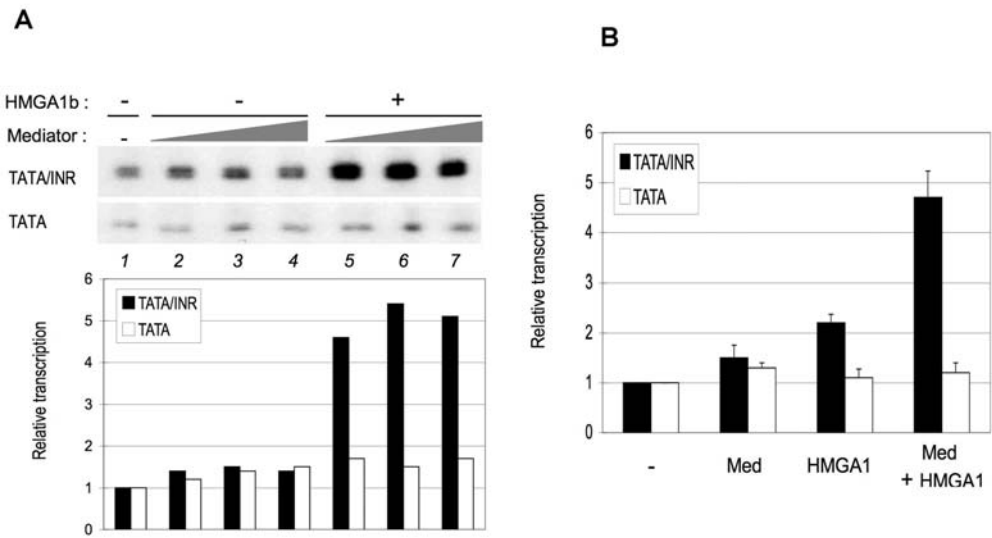 A
HMGA1b : - - +
Mediator : -
TATA/INR
TATA
1 2 3 4 5 6 7
6
5
4
3
2
1
0
Relative transcription
TATA/INR
TATA
B
6
5
4
3
2
1
0
Relative transcription
TATA/INR
TATA
- Med HMGA1 Med
+ HMGA1